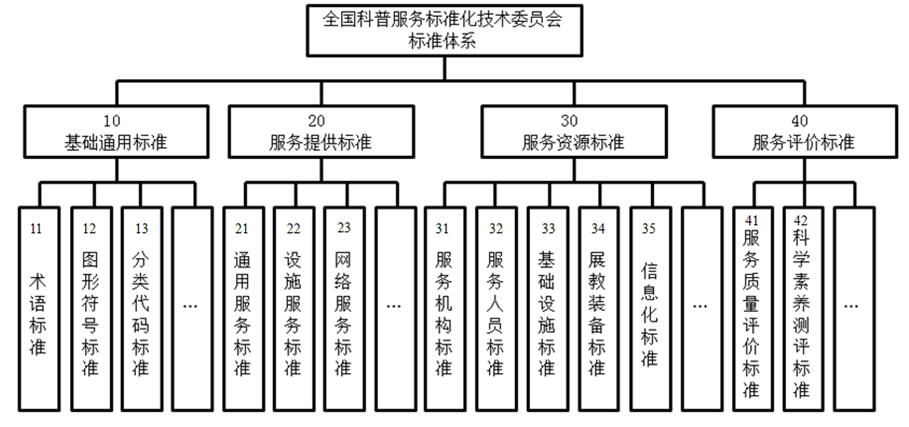 全国科普服务标准化技术委员会
标准体系
10
基础通用标准
20
服务提供标准
30
服务资源标准
40
服务评价标准
11
术语标准
12
图形符号标准
13
分类代码标准
...
21
通用服务标准
22
设施服务标准
23
网络服务标准
...
31
服务机构标准
32
服务人员标准
33
基础设施标准
34
展教装备标准
35
信息化标准
...
41
服务质量评价标准
42
科学素养测评标准
...